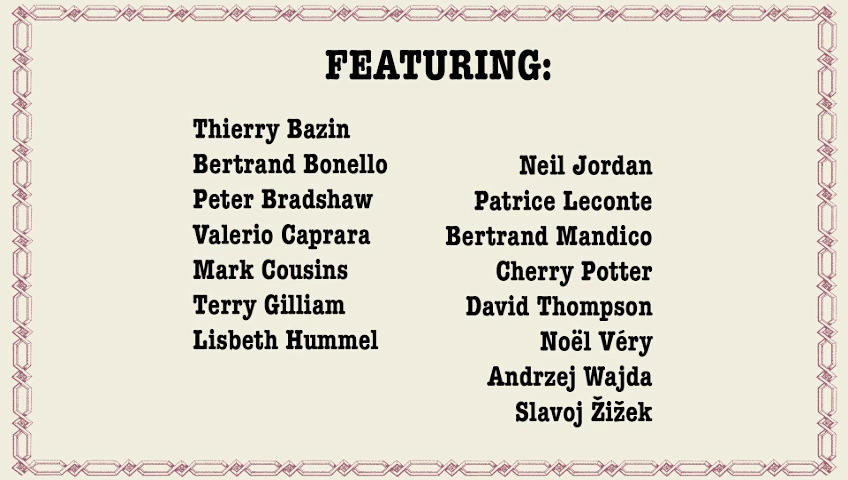 FEATURING:
Thierry Bazin
Bertrand Bonello
Peter Bradshaw
Valerio Caprara
Mark Cousins
Terry Gilliam
Lisbeth Hummel
Neil Jordan
Patrice Leconte
Bertrand Mandico
Cherry Potter
David Thompson
Noël Véry
Andrzej Wajda
Slavoj Žižek